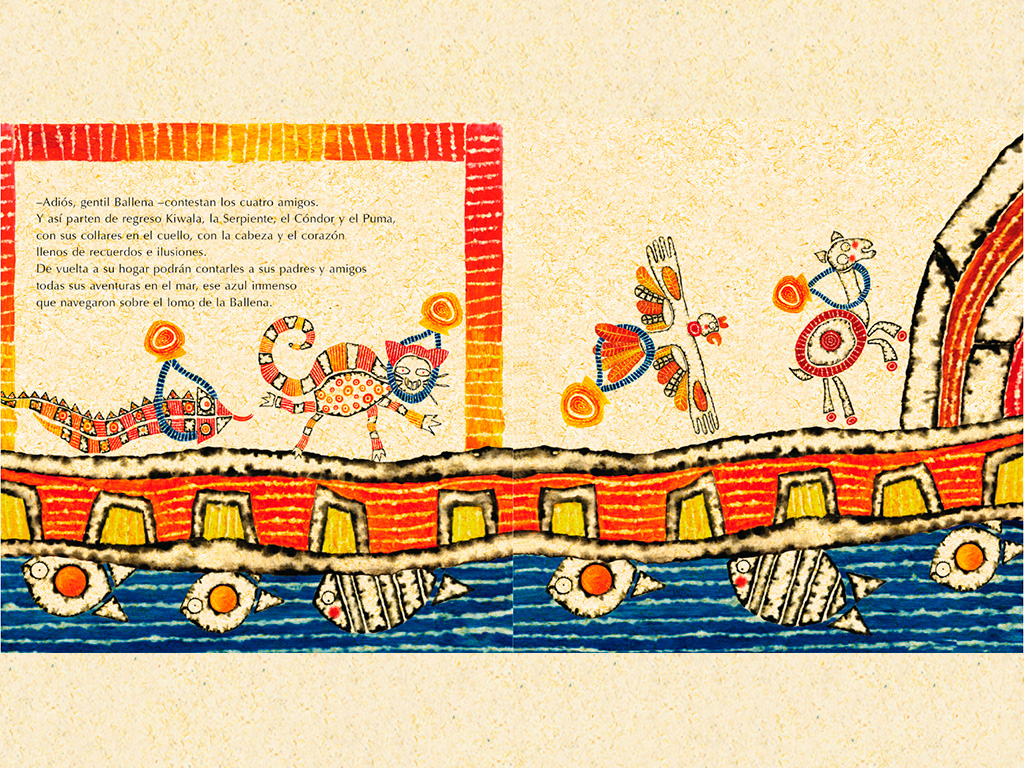 –Adiós, gentil Ballena –contestan los cuatro amigos.
Y así parten de regreso Kiwala, la Serpiente, el Cóndor y el Puma,
con sus collares en el cuello, con la cabeza y el corazón
llenos de recuerdos e ilusiones.
De vuelta a su hogar podrán contarles a sus padres y amigos
todas sus aventuras en el mar, ese azul inmenso
que navegaron sobre el lomo de la Ballena.